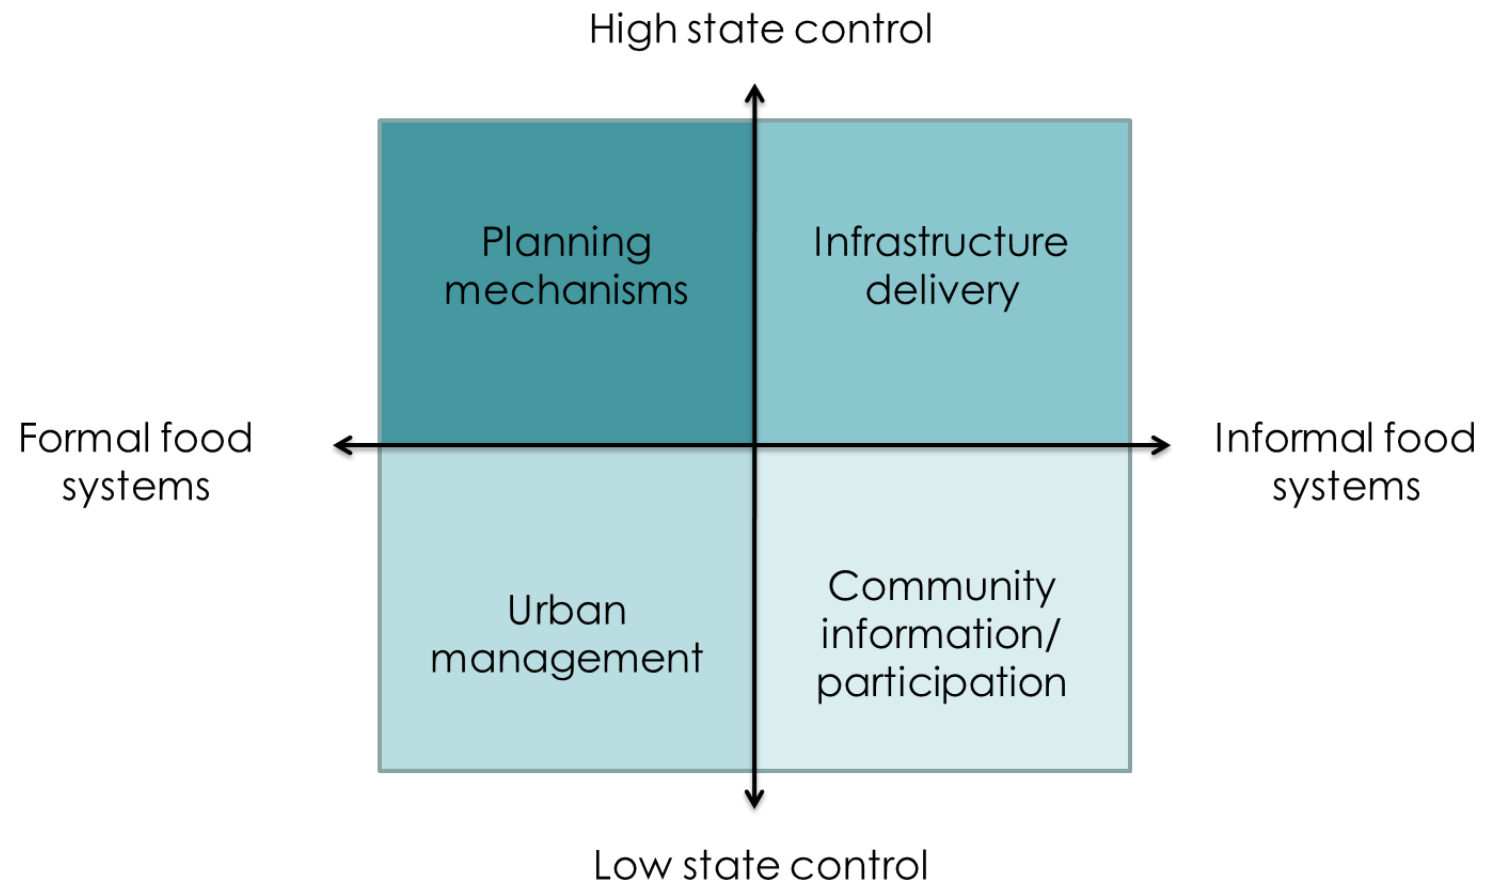 High state control
Planning
mechanisms
Infrastructure
delivery
Formal food
systems
Informal food
systems
Urban
management
Community
information/
participation
Low state control